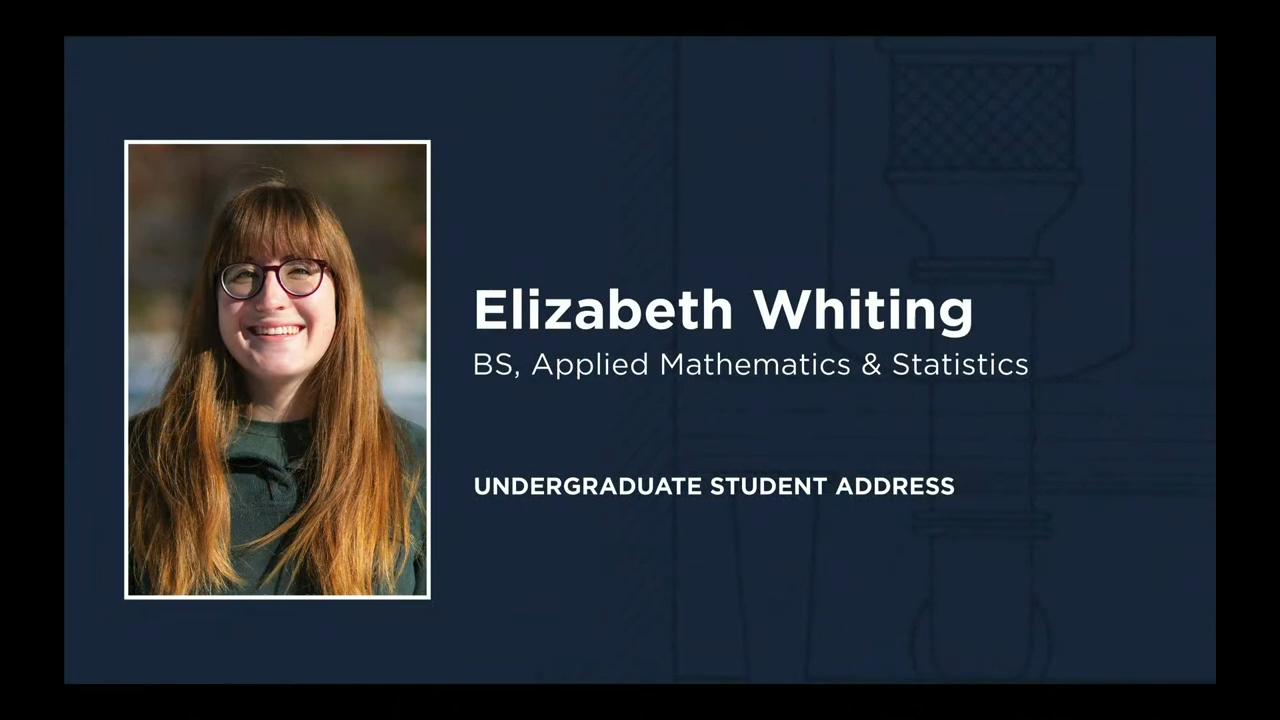 Elizabeth Whiting
BS, Applied Mathematics & Statistics
UNDERGRADUATE STUDENT ADDRESS